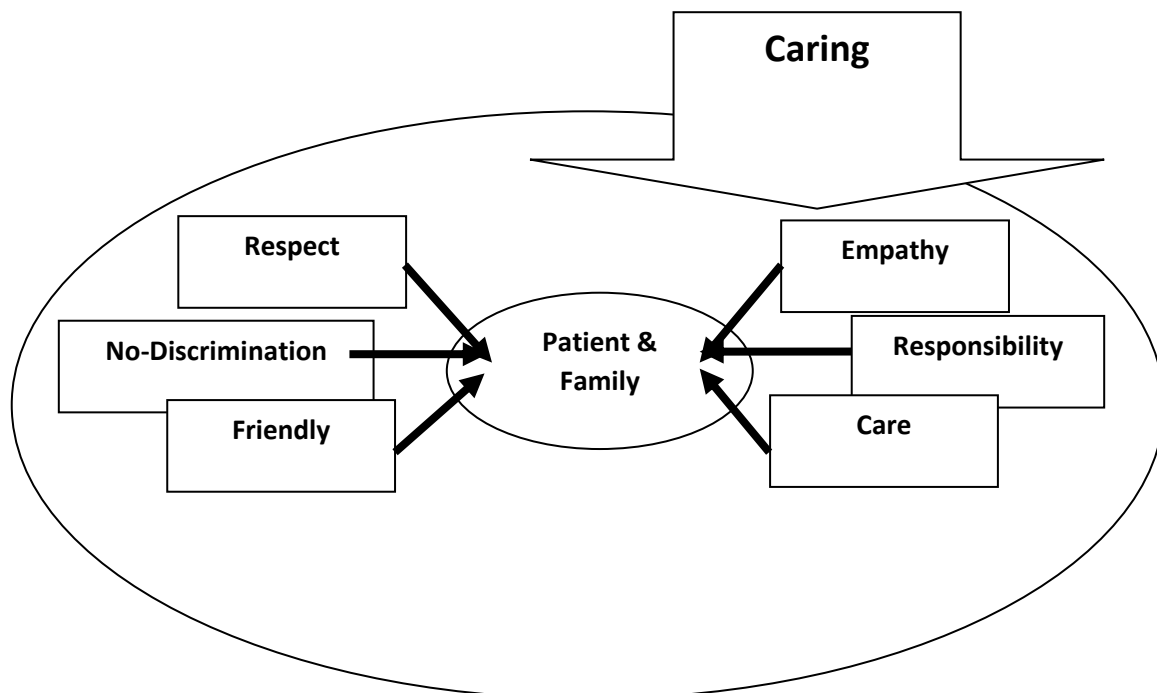 Caring
Respect
Empathy
No-Discrimination
Patient &
Family
Responsibility
Friendly
Care